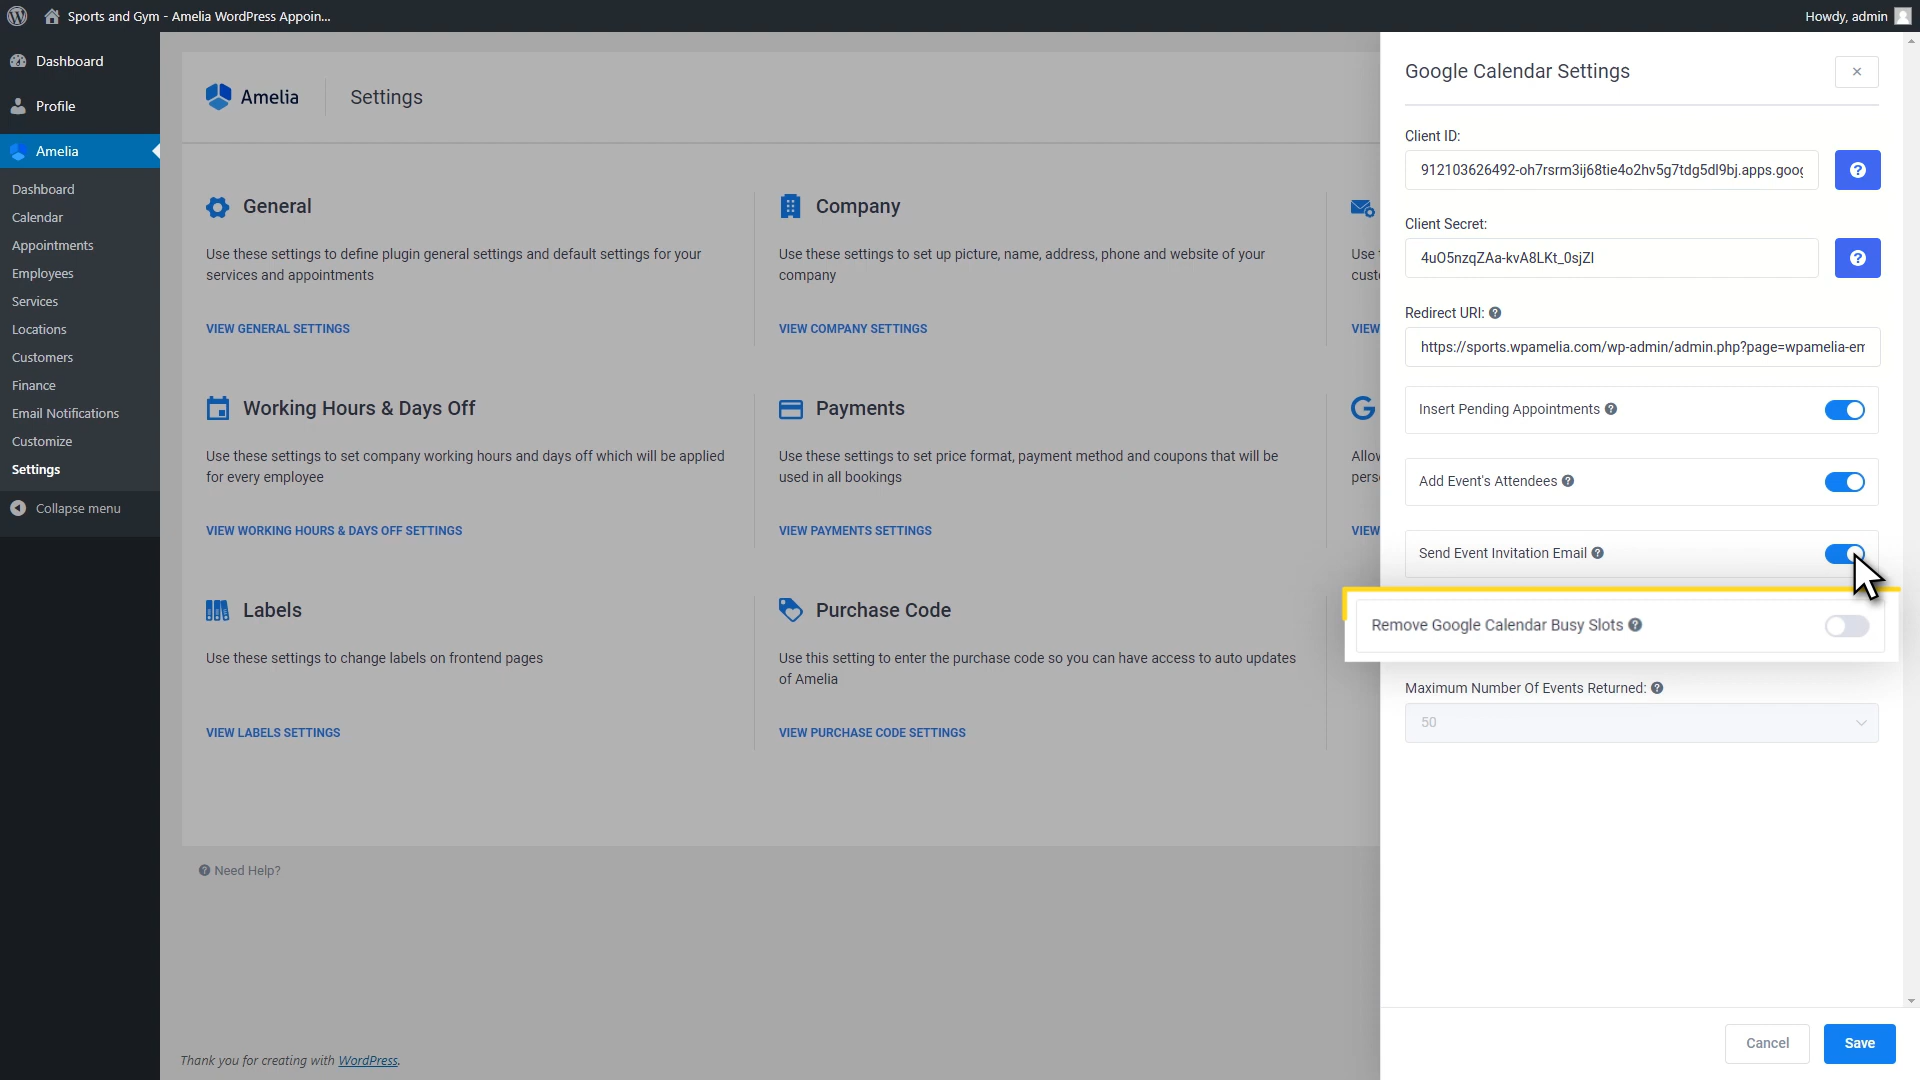 Sports and Gym - Amelia WordPress Appoin...
Howdy, admin
Dashboard
Profile
Amelia
Dashboard
Calendar
Appointments
Employees
Services
Locations
Customers
Finance
Email Notifications
Customize
Settings
Collapse menu
Amelia
Settings
General
Use these settings to define plugin general settings and default settings for your
services and appointments
VIEW GENERAL SETTINGS
Company
Use these settings to set up picture, name, address, phone and website of your
company
VIEW COMPANY SETTINGS
Use
VIEW
Working Hours & Days Off
Use these settings to set company working hours and days off which will be applied
for every employee
VIEW WORKING HOURS & DAYS OFF SETTINGS
Payments
Use these settings to set price format, payment method and coupons that will be
used in all bookings
VIEW PAYMENTS SETTINGS
VIEW
Labels
Use these settings to change labels on frontend pages
VIEW LABELS SETTINGS
Purchase Code
Use this setting to enter the purchase code so you can have access to auto updates
of Amelia
VIEW PURCHASE CODE SETTINGS
Need Help?
Thank you for creating with WordPress.
Google Calendar Settings
Client ID:
912103626492-oh7rsrm3ij68tie4o2hv5g7tdg5dl9bj.apps.goog
Client Secret:
4uO5nzqZAa-kvA8LKt_0sjZI
Redirect URI:
https://sports.wpamelia.com/wp-admin/admin.php?page=wpamelia-em
Insert Pending Appointments
Add Event's Attendees
Send Event Invitation Email
Remove Google Calendar Busy Slots
Maximum Number Of Events Returned:
50
Cancel
Save